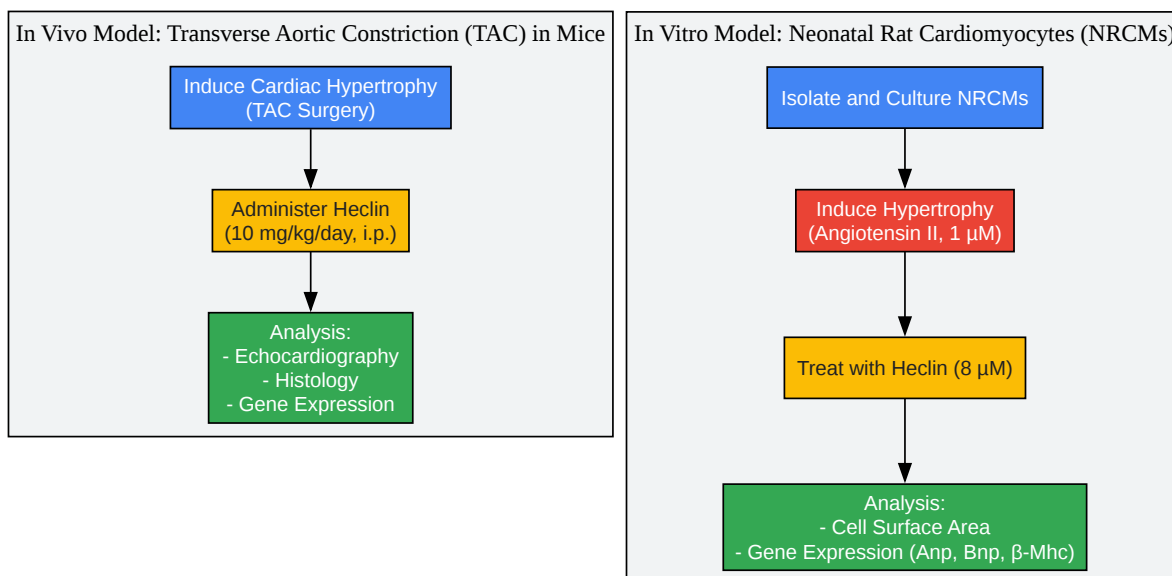 In Vivo Model: Transverse Aortic Constriction (TAC) in Mice
Induce Cardiac Hypertrophy
(TAC Surgery)
Administer Heclin
(10 mg/kg/day, i.p.)
Analysis:
- Echocardiography
- Histology
- Gene Expression
In Vitro Model: Neonatal Rat Cardiomyocytes (NRCMs)
Isolate and Culture NRCMs
Induce Hypertrophy
(Angiotensin II, 1 µM)
Treat with Heclin (8 µM)
Analysis:
- Cell Surface Area
- Gene Expression (Anp, Bnp, β-Mhc)